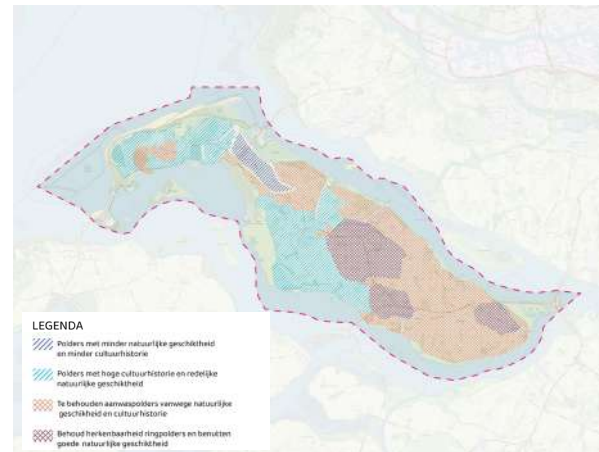 LEGENDA
Polders met minder natuurlijke geschiktheid
en minder cultuurhistorie
Polders met hoge cultuurhistorie en redelijke
natuurlijke geschiktheid
Te behouden aanwaspolders vanwege natuurlijke
geschikheid en cultuurhistorie
Behoud herkenbaarheid ringpolders en benutten
goede natuurlijke geschiktheid